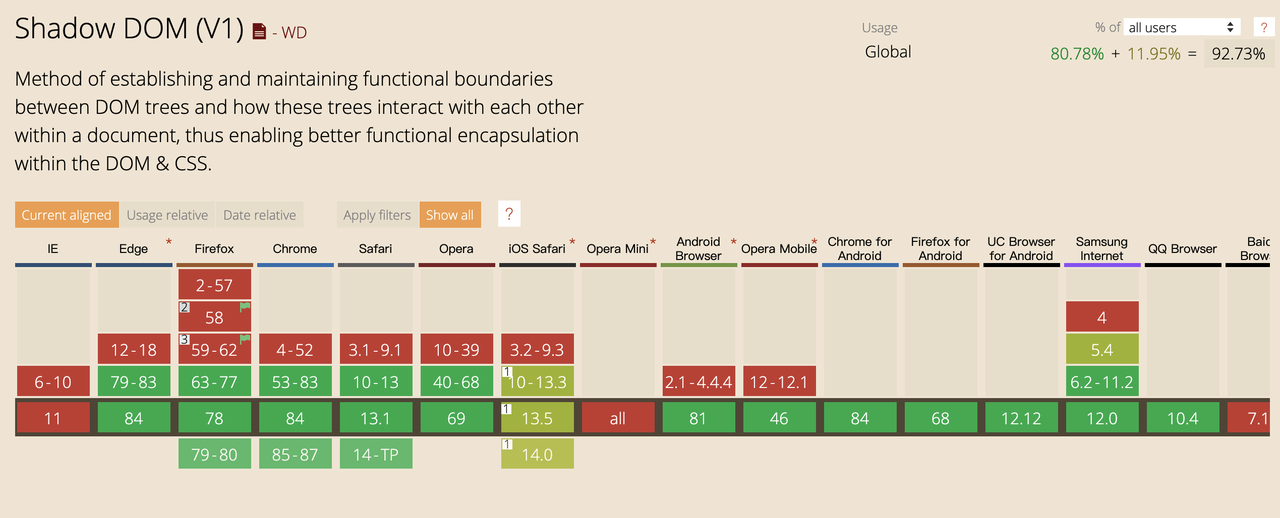 Shadow DOM (V1) - WD
Usage % of all users ?
Global 80.78% + 11.95% = 92.73%
Method of establishing and maintaining functional boundaries
between DOM trees and how these trees interact with each other
within a document, thus enabling better functional encapsulation
within the DOM & CSS.
Current aligned Usage relative Date relative Apply filters Show all ?
IE Edge * Firefox Chrome Safari Opera iOS Safari * Opera Mini * Android Browser * Opera Mobile * Chrome for Android Firefox for Android UC Browser for Android Samsung Internet QQ Browser Baid Brows
2-57
2 58 4
12-18 3 59-62 4-52 3.1-9.1 10-39 3.2-9.3 5.4
6-10 79-83 63-77 53-83 10-13 40-68 1 10-13.3 2.1-4.4.4 12-12.1 6.2-11.2
11 84 78 84 13.1 69 1 13.5 all 81 46 84 68 12.12 12.0 10.4 7.1
79-80 85-87 14-TP 1 14.0